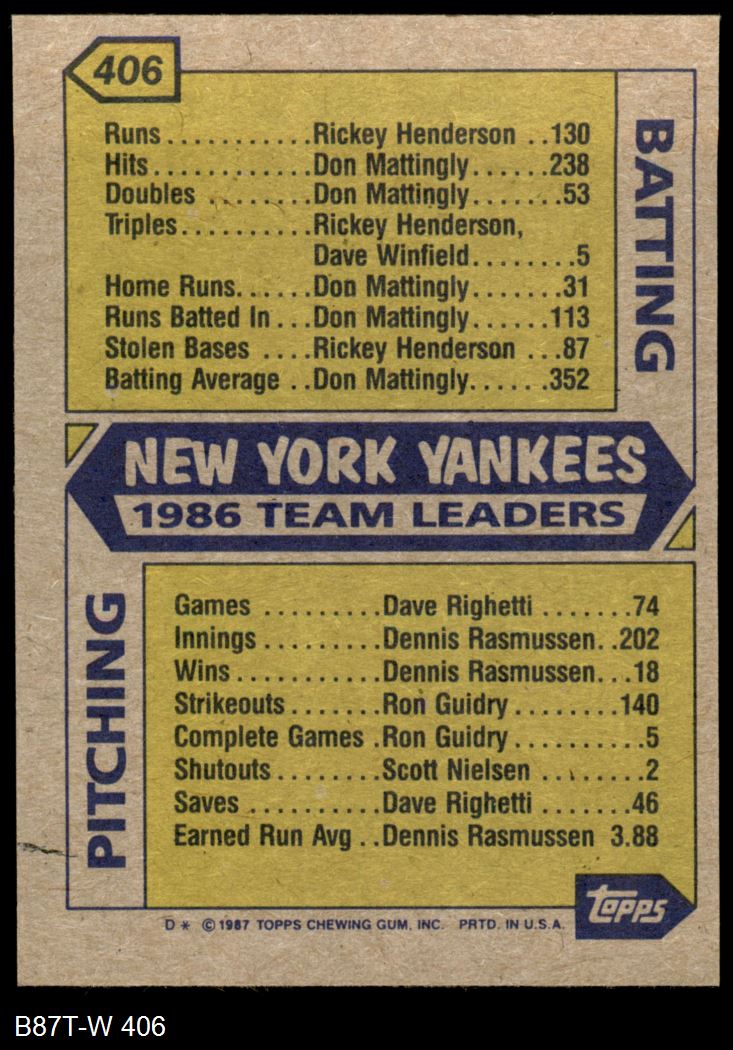 406
Runs...........Rickey Henderson ..130
Hits............Don Mattingly......238
Doubles ........Don Mattingly.......53
Triples..........Rickey Henderson,
Dave Winfield........5
Home Runs......Don Mattingly.......31
Runs Batted In...Don Mattingly......113
Stolen Bases ....Rickey Henderson ...87
Batting Average ..Don Mattingly......352
BATTING
NEW YORK YANKEES
1986 TEAM LEADERS
PITCHING
Games .........Dave Righetti .......74
Innings .........Dennis Rasmussen..202
Wins............Dennis Rasmussen...18
Strikeouts.......Ron Guidry ........140
Complete Games .Ron Guidry..........5
Shutouts........Scott Nielsen ........2
Saves ..........Dave Righetti .......46
Earned Run Avg ..Dennis Rasmussen 3.88
topps
D * © 1987 TOPPS CHEWING GUM, INC. PRTD. IN U.S.A.
B87T-W 406